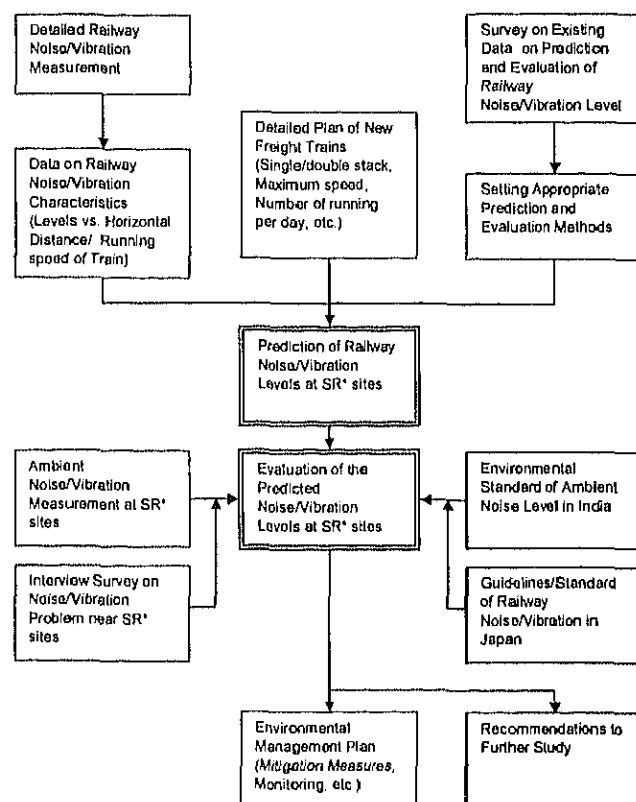 Detailed Railway
Noise/Vibration
Measurement
Survey on Existing
Data on Prediction
and Evaluation of
Railway
Noise/Vibration Level
Data on Railway
Noise/Vibration
Characteristics
(Levels vs. Horizontal
Distance/ Running
speed of Train)
Detailed Plan of New
Freight Trains
(Single/double stack,
Maximum speed,
Number of running
per day, etc.)
Setting Appropriate
Prediction and
Evaluation Methods
Prediction of Railway
Noise/Vibration
Levels at SR* sites
Ambient
Noise/Vibration
Measurement at SR*
sites
Evaluation of the
Predicted
Noise/Vibration
Levels at SR* sites
Environmental
Standard of Ambient
Noise Level in India
Interview Survey on
Noise/Vibration
Problem near SR*
sites
Guidelines/Standard
of Railway
Noise/Vibration in
Japan
Environmental
Management Plan
(Mitigation Measures,
Monitoring, etc.)
Recommendations to
Further Study